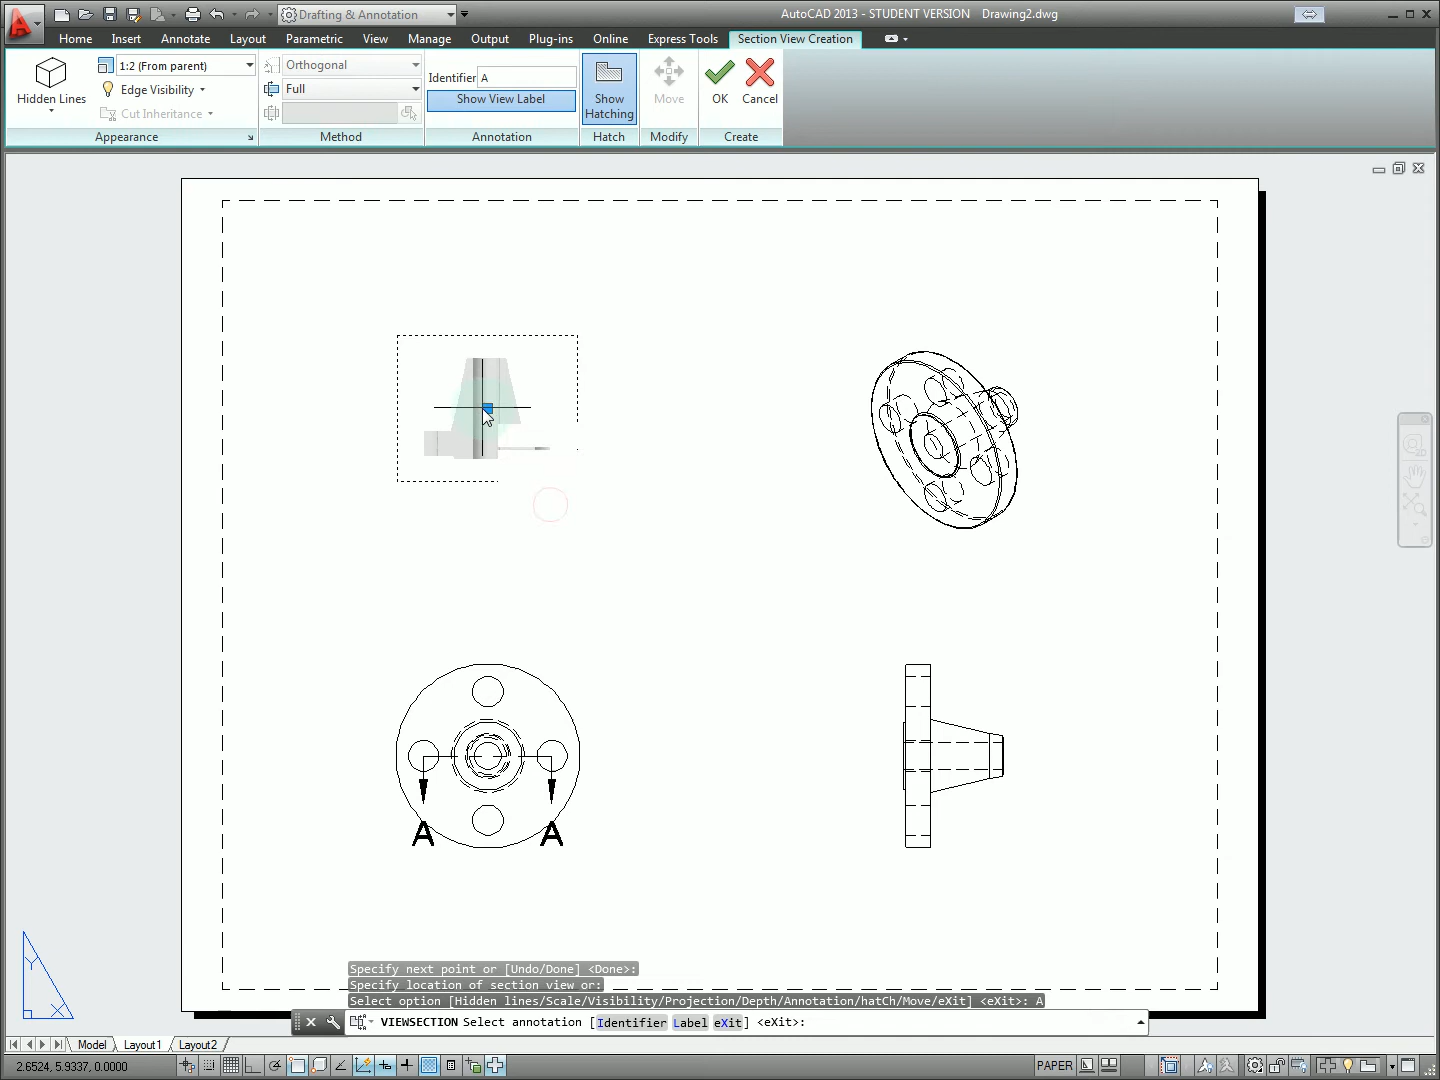 Drafting & Annotation
AutoCAD 2013 - STUDENT VERSION Drawing2.dwg
Home Insert Annotate Layout Parametric View Manage Output Plug-ins Online Express Tools Section View Creation
Hidden Lines
1:2 (From parent)
Edge Visibility
Cut Inheritance
Appearance
Orthogonal
Full
Method
Identifier A
Show View Label
Annotation
Show
Hatching
Hatch
Move
Modify
OK Cancel
Create
A A
Y
X
Specify next point or [Undo/Done] <Done>:
Specify location of section view or:
Select option [Hidden lines/Scale/Visibility/Projection/Depth/Annotation/hatCh/Move/eXit] <eXit>: A
VIEWSECTION Select annotation [Identifier Label eXit] <eXit>:
Model Layout1 Layout2
2.6524, 5.9337, 0.0000
PAPER